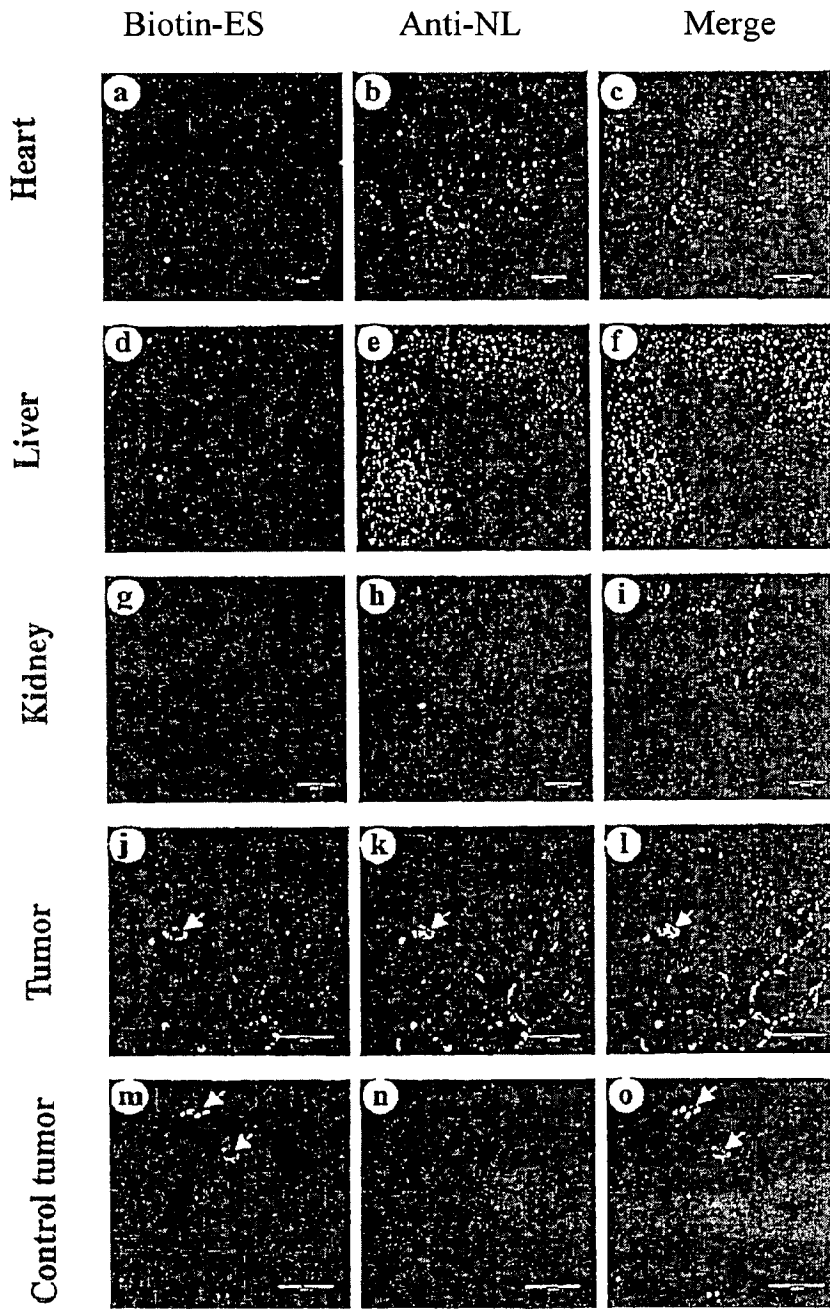 Biotin-ES Anti-NL Merge
Heart
a b c
Liver
d e f
Kidney
g h i
Tumor
j k l
Control tumor
m n o